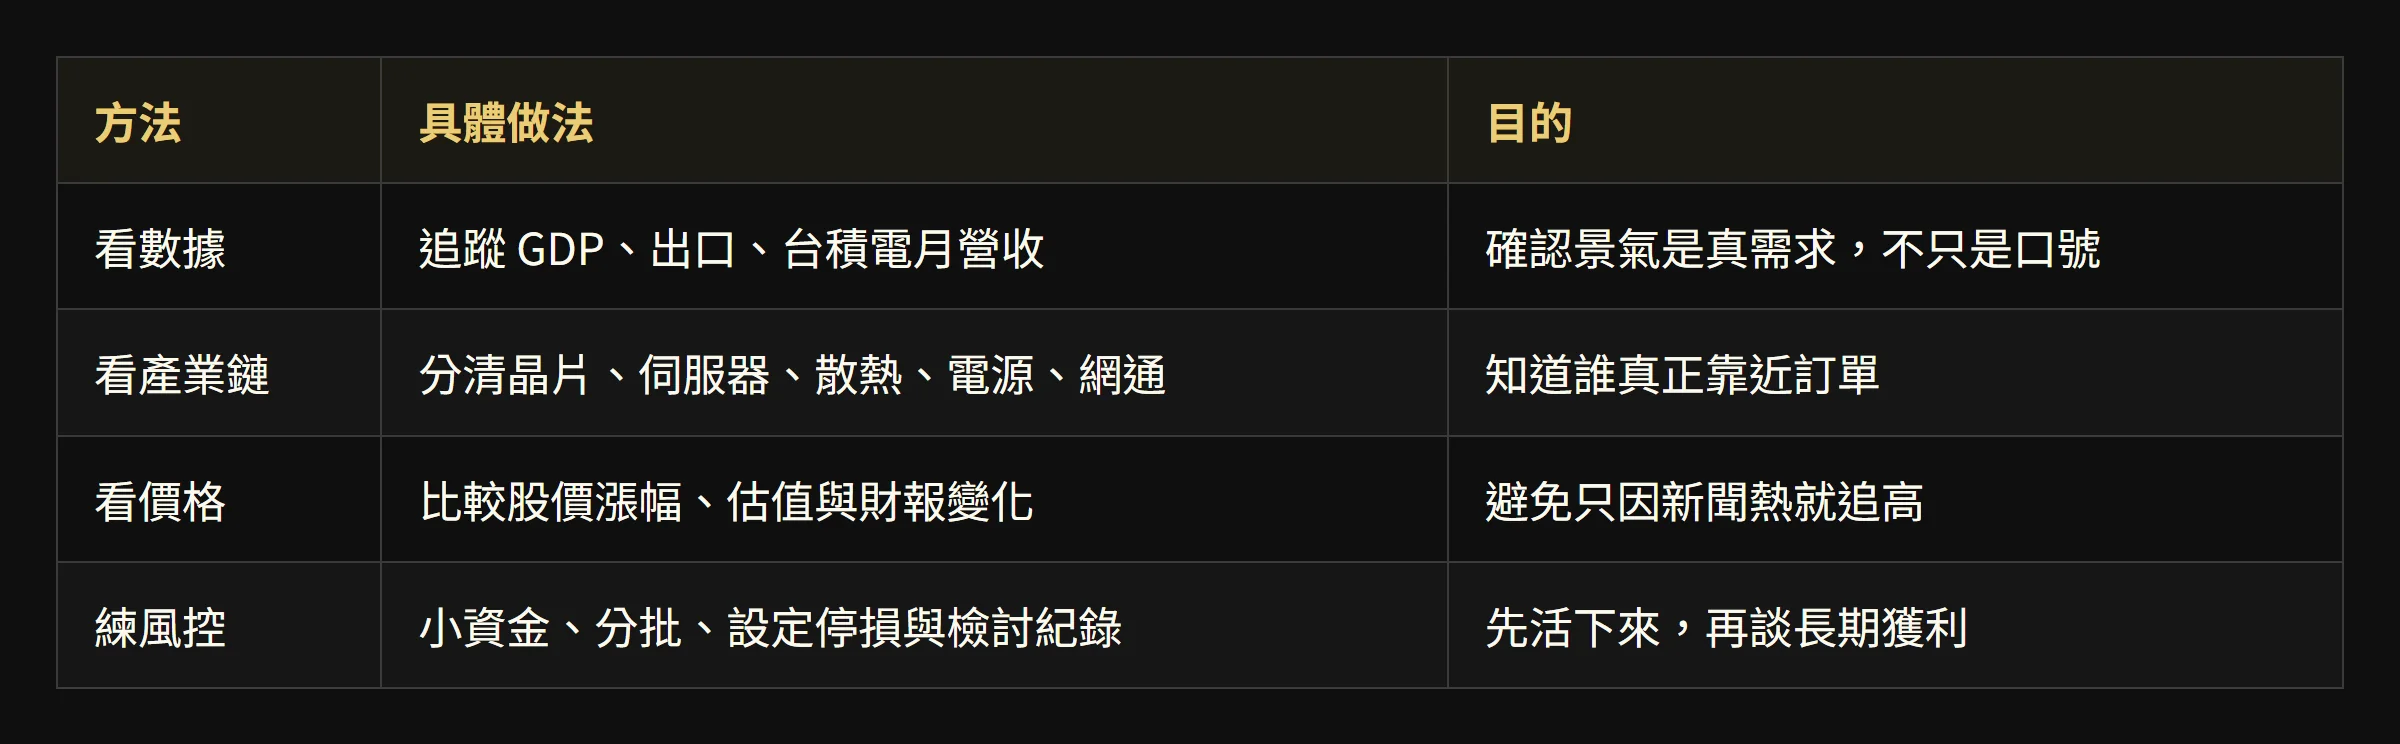 方法 具體做法 目的
看數據 追蹤 GDP、出口、台積電月營收 確認景氣是真需求，不只是口號
看產業鏈 分清晶片、伺服器、散熱、電源、網通 知道誰真正靠近訂單
看價格 比較股價漲幅、估值與財報變化 避免只因新聞熱就追高
練風控 小資金、分批、設定停損與檢討紀錄 先活下來，再談長期獲利